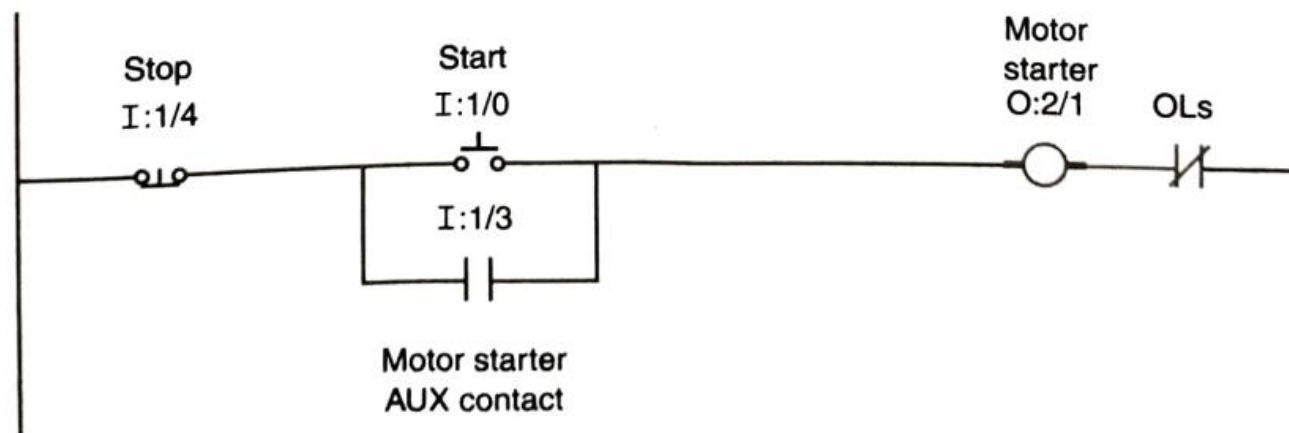 Stop
I:1/4
Start
I:1/0
I:1/3
Motor starter
AUX contact
Motor
starter
O:2/1
OLs